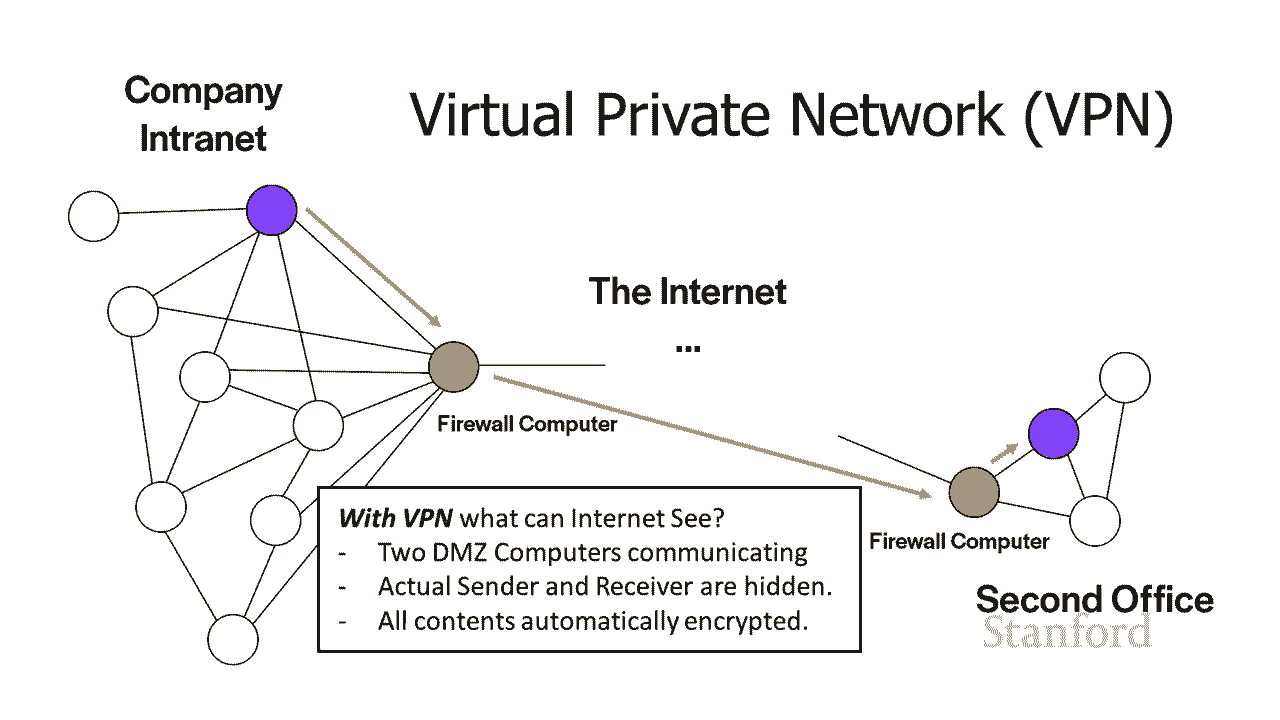 Company
Intranet
Virtual Private Network (VPN)
The Internet
...
Firewall Computer
With VPN what can Internet See?
- Two DMZ Computers communicating
- Actual Sender and Receiver are hidden.
- All contents automatically encrypted.
Firewall Computer
Second Office
Stanford